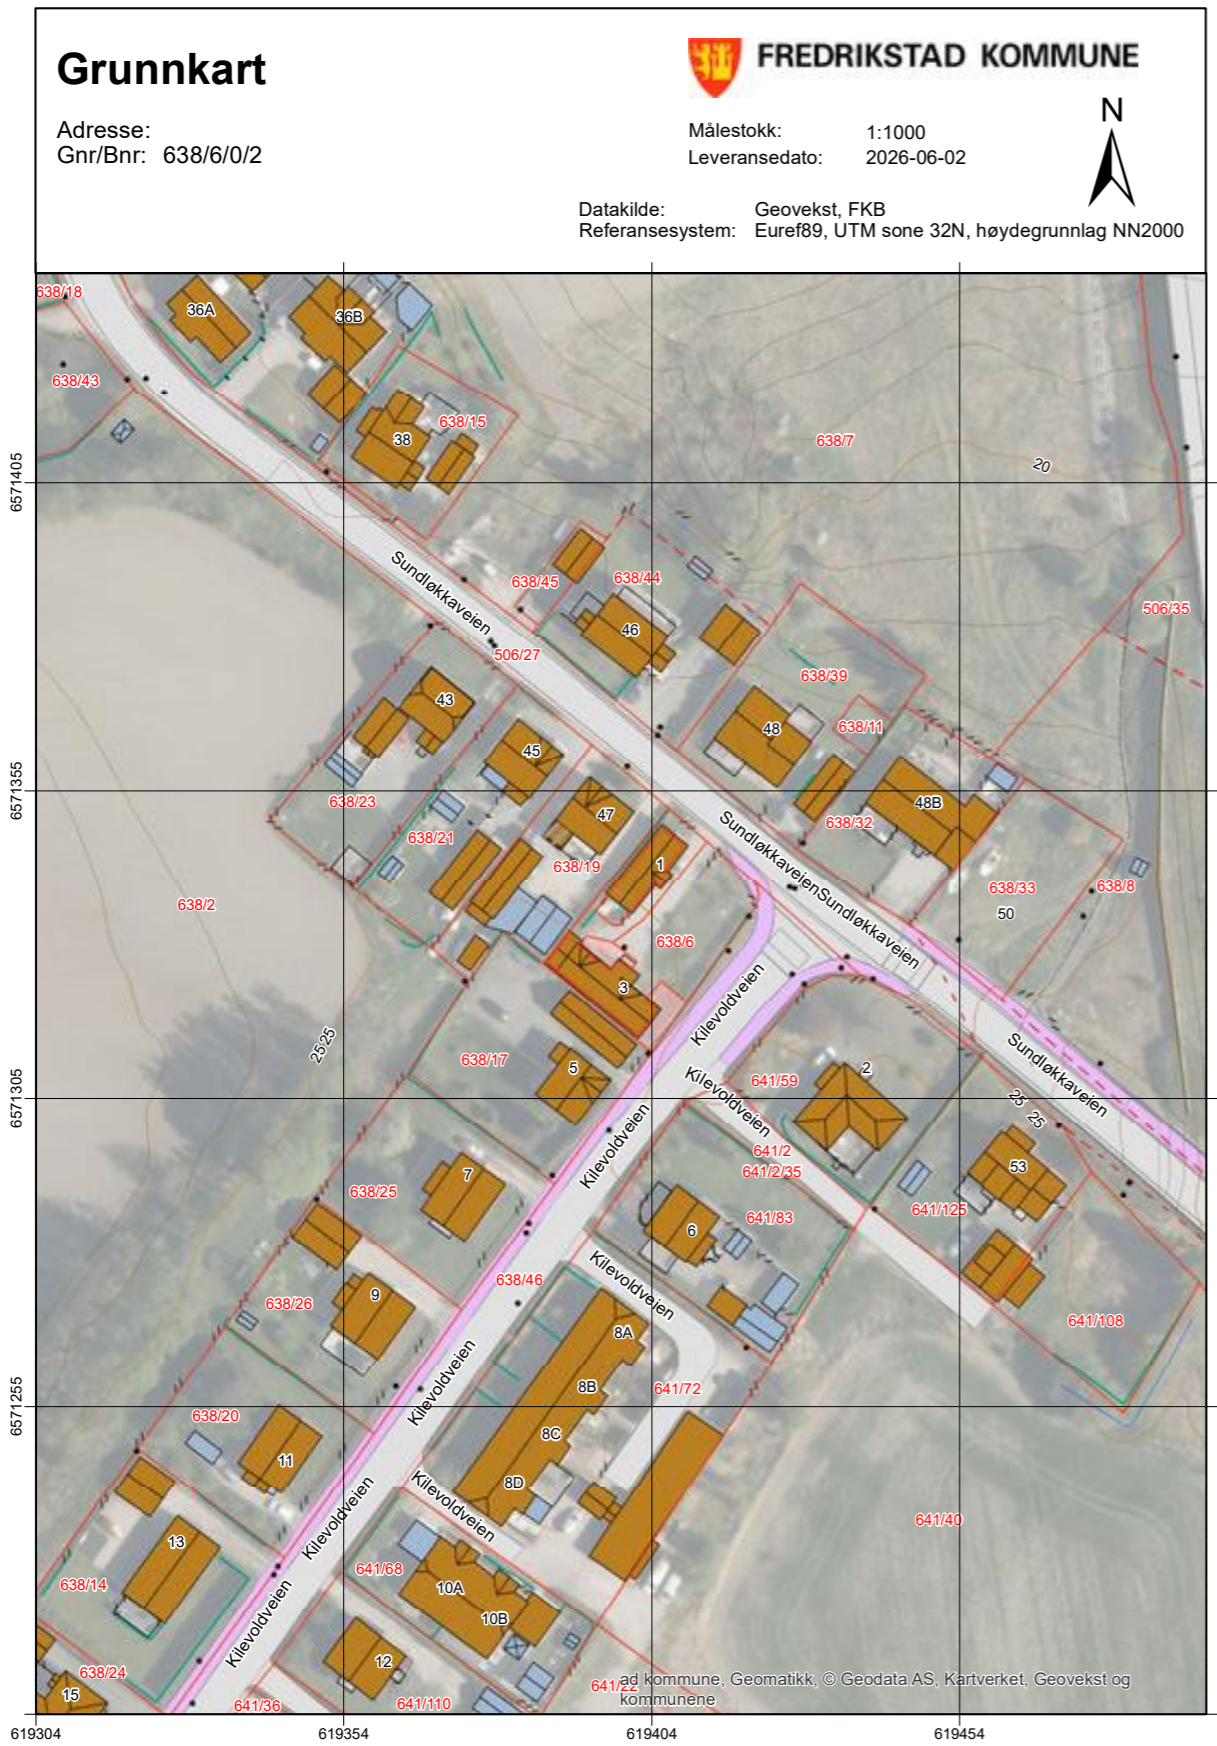 Grunnkart
FREDRIKSTAD KOMMUNE
N
Adresse:
Gnr/Bnr: 638/6/0/2
Målestokk: 1:1000
Leveransedato: 2026-06-02
Datakilde: Geovekst, FKB
Referansesystem: Euref89, UTM sone 32N, høydegrunnlag NN2000
638/18
36A
36B
638/43
638/15
38
638/7
20
6571405
Sundløkkaveien
638/45
638/44
506/35
46
506/27
638/39
43
638/11
48
45
6571355
638/23
48B
47
638/32
Sundløkkaveien
638/21
1
638/19
638/33
638/8
638/2
50
Sundløkkaveien
638/6
3
Kilevoldveien
2525
Sundløkkaveien
638/17
5
2
641/59
6571305
Kilevoldveien
25 25
Kilevoldveien
641/2
53
641/2/35
7
638/25
641/125
641/83
6
638/46
Kilevoldveien
9
638/26
641/108
8A
Kilevoldveien
8B
641/72
6571255
638/20
8C
11
8D
Kilevoldveien
Kilevoldveien
641/40
13
641/68
638/14
10A
Kilevoldveien
10B
12
638/24
15
641/36
641/110
641/22
ad kommune, Geomatikk, © Geodata AS, Kartverket, Geovekst og
kommunene
619304
619354
619404
619454